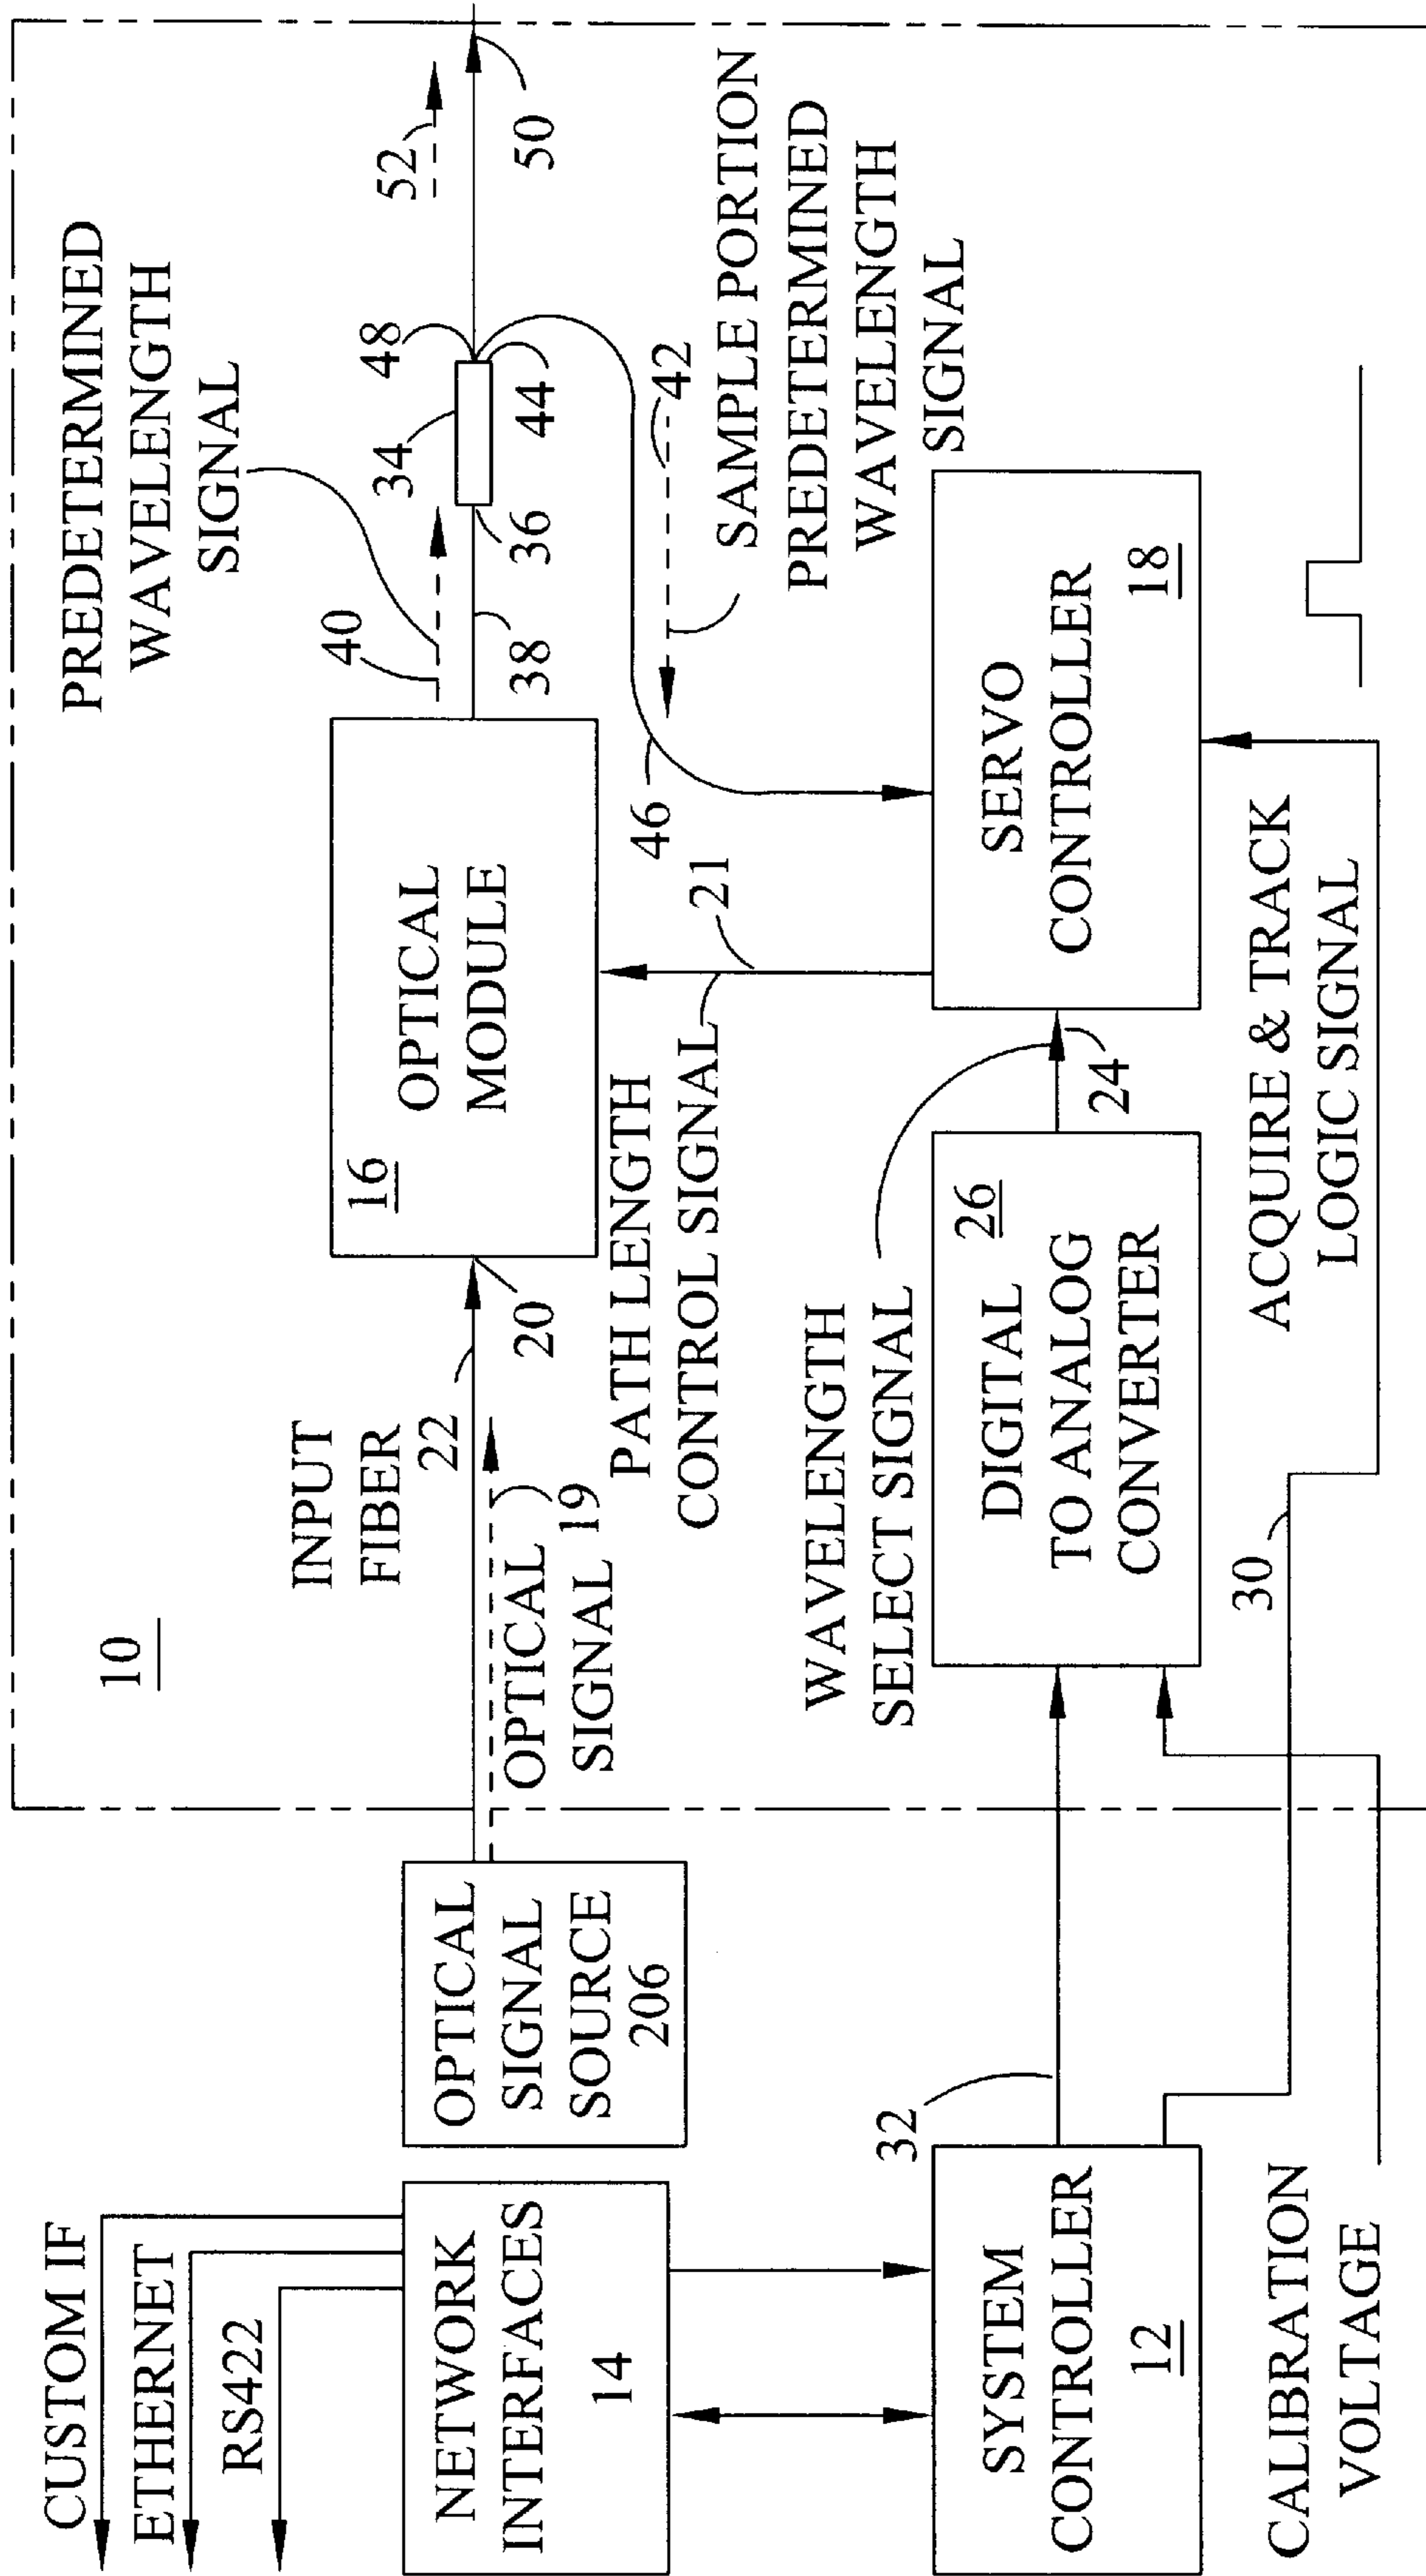 CUSTOM IF
ETHERNET
RS422
NETWORK
INTERFACES
14
SYSTEM
CONTROLLER
12
CALIBRATION
VOLTAGE
32
OPTICAL
SIGNAL
SOURCE
206
10
INPUT
FIBER
22
OPTICAL
SIGNAL 19
20
16
OPTICAL
MODULE
PATH LENGTH
CONTROL SIGNAL
21
WAVELENGTH
SELECT SIGNAL
DIGITAL 26
TO ANALOG
CONVERTER
24
30
ACQUIRE & TRACK
LOGIC SIGNAL
SERVO
CONTROLLER
18
PREDETERMINED
WAVELENGTH
SIGNAL
40
38
36
34
48
44
46
42
SAMPLE PORTION
PREDETERMINED
WAVELENGTH
SIGNAL
52
50